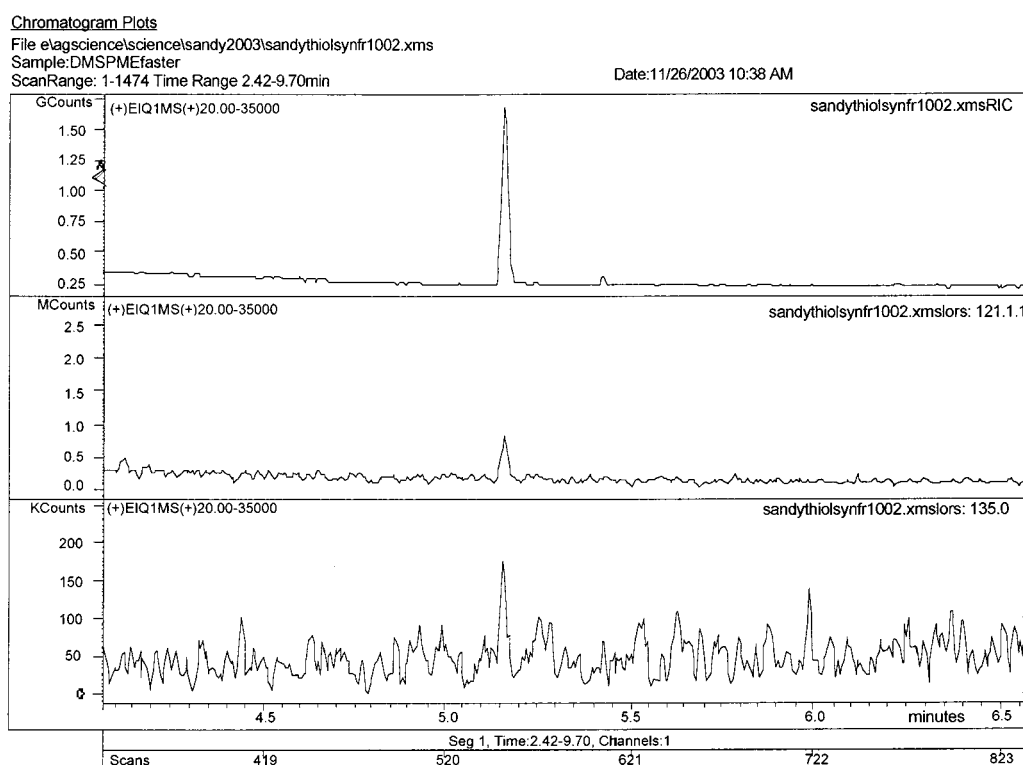 Chromatogram Plots
File e\agscience\science\sandy2003\sandythiolsynfr1002.xms
Sample:DMSPMEfaster
ScanRange: 1-1474 Time Range 2.42-9.70min
Date:11/26/2003 10:38 AM
GCounts
(+)EIQ1MS(+)20.00-35000
sandythiolsynfr1002.xmsRIC
1.50
1.25
1.00
0.75
0.50
0.25
MCounts
(+)EIQ1MS(+)20.00-35000
sandythiolsynfr1002.xmslors: 121.1.1
2.5
2.0
1.5
1.0
0.5
0.0
KCounts
(+)EIQ1MS(+)20.00-35000
sandythiolsynfr1002.xmslors: 135.0
200
150
100
50
0
4.5 5.0 5.5 6.0 minutes 6.5
Seg 1, Time:2.42-9.70, Channels:1
Scans 419 520 621 722 823